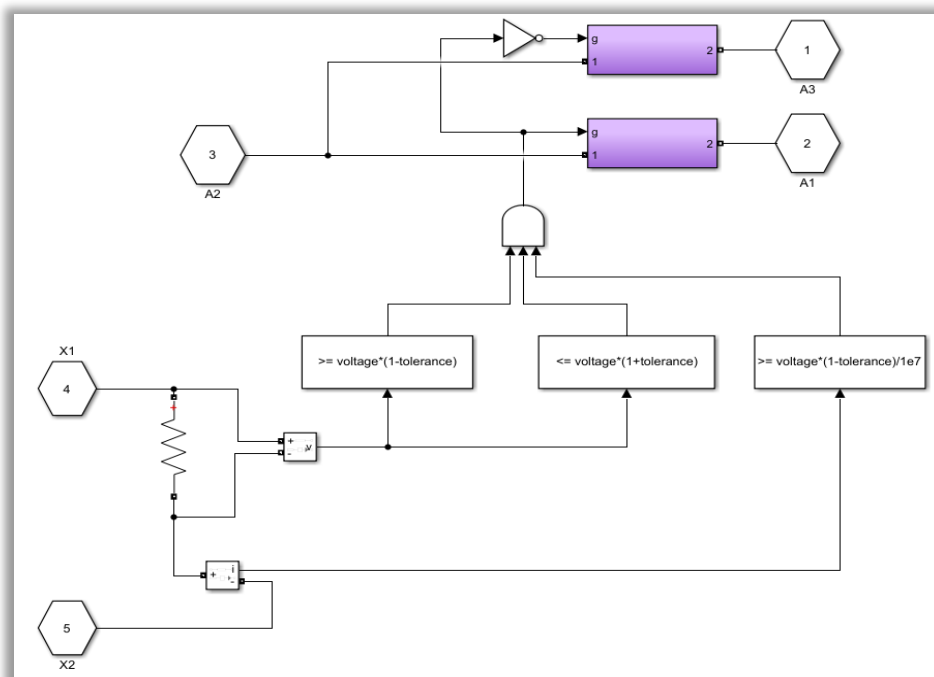 g
1
2
1
A3
g
1
2
2
A1
3
A2
>= voltage*(1-tolerance)
<= voltage*(1+tolerance)
>= voltage*(1-tolerance)/1e7
X1
4
+
+
-
v
+
i
-
5
X2